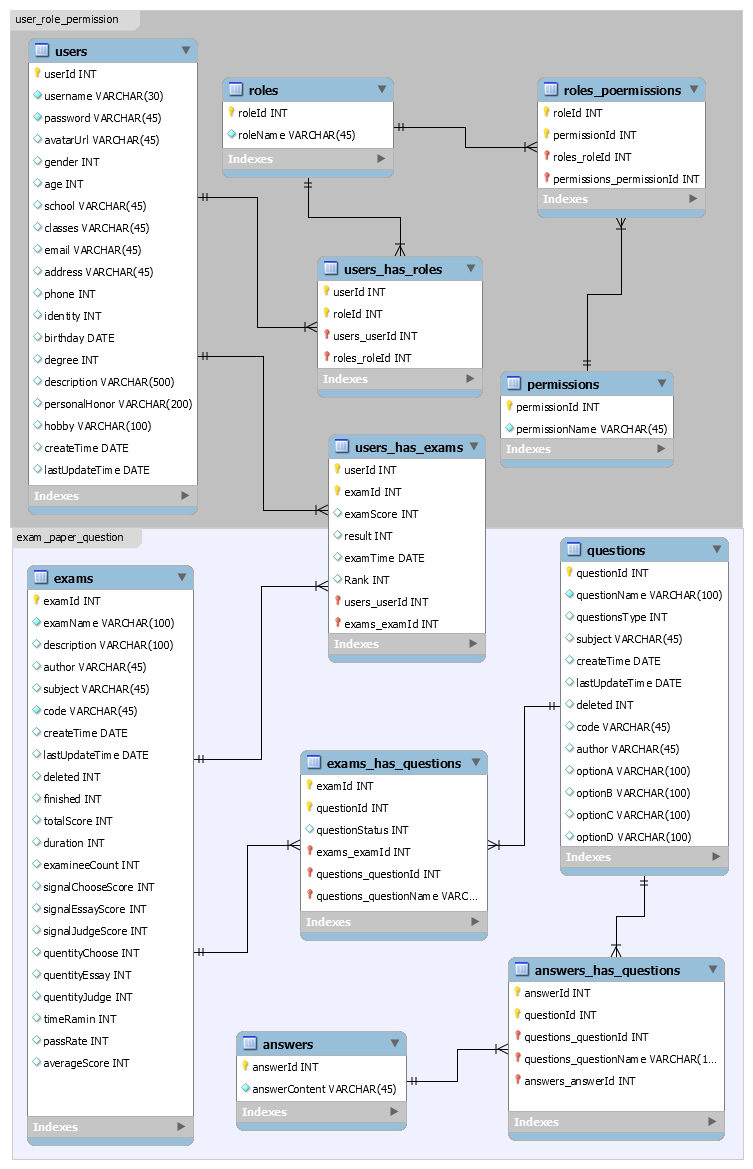 user_role_permission
users
userId INT
username VARCHAR(30)
password VARCHAR(45)
avatarUrl VARCHAR(45)
gender INT
age INT
school VARCHAR(45)
classes VARCHAR(45)
email VARCHAR(45)
address VARCHAR(45)
phone INT
identity INT
birthday DATE
degree INT
description VARCHAR(500)
personalHonor VARCHAR(200)
hobby VARCHAR(100)
createTime DATE
lastUpdateTime DATE
Indexes
roles
roleId INT
roleName VARCHAR(45)
Indexes
roles_poermissions
roleId INT
permissionId INT
roles_roleId INT
permissions_permissionId INT
Indexes
users_has_roles
userId INT
roleId INT
users_userId INT
roles_roleId INT
Indexes
permissions
permissionId INT
permissionName VARCHAR(45)
Indexes
users_has_exams
userId INT
examId INT
examScore INT
result INT
examTime DATE
Rank INT
users_userId INT
exams_examId INT
Indexes
exam_paper_question
exams
examId INT
examName VARCHAR(100)
description VARCHAR(100)
author VARCHAR(45)
subject VARCHAR(45)
code VARCHAR(45)
createTime DATE
lastUpdateTime DATE
deleted INT
finished INT
totalScore INT
duration INT
examineeCount INT
signalChooseScore INT
signalEssayScore INT
signalJudgeScore INT
quentityChoose INT
quentityEssay INT
quentityJudge INT
timeRamin INT
passRate INT
averageScore INT
Indexes
questions
questionId INT
questionName VARCHAR(100)
questionsType INT
subject VARCHAR(45)
createTime DATE
lastUpdateTime DATE
deleted INT
code VARCHAR(45)
author VARCHAR(45)
optionA VARCHAR(100)
optionB VARCHAR(100)
optionC VARCHAR(100)
optionD VARCHAR(100)
Indexes
exams_has_questions
examId INT
questionId INT
questionStatus INT
exams_examId INT
questions_questionId INT
questions_questionName VARC...
Indexes
answers
answerId INT
answerContent VARCHAR(45)
Indexes
answers_has_questions
answerId INT
questionId INT
questions_questionId INT
questions_questionName VARCHAR(1...
answers_answerId INT
Indexes